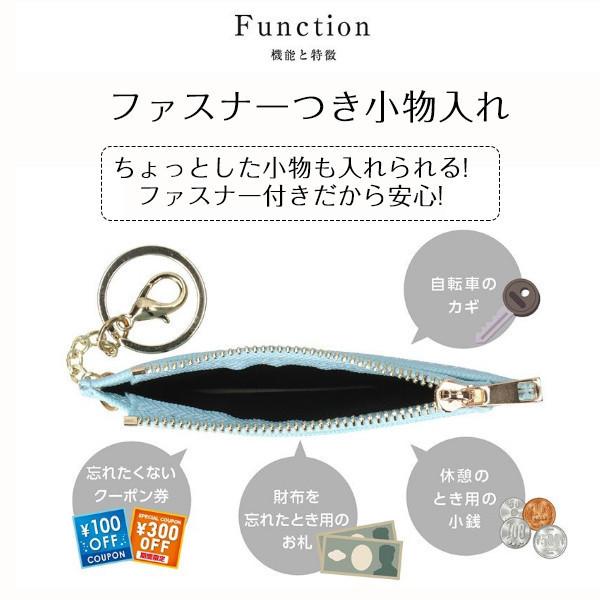 Function
機能と特徴
ファスナーつき小物入れ
ちょっとした小物も入れられる!
ファスナー付きだから安心!
自転車の
カギ
忘れたくない
クーポン券
¥100
OFF
COUPON
SPECIAL COUPON
¥300
OFF
期間限定
財布を
忘れたとき用の
お札
休憩の
とき用の
小銭
100